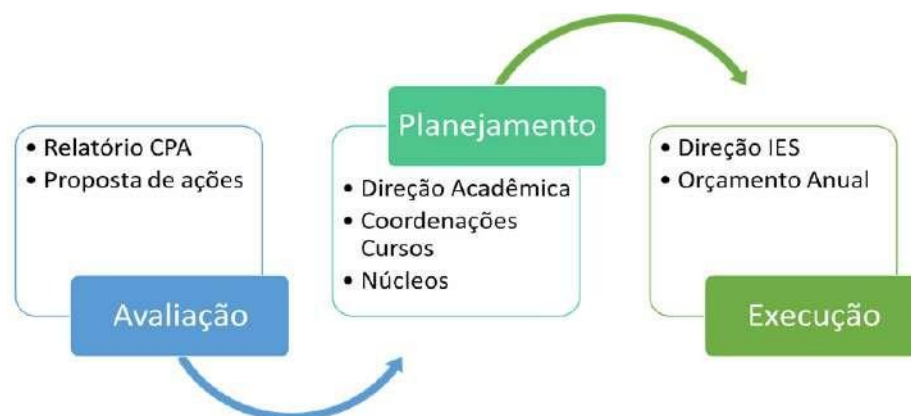 • Relatório CPA
• Proposta de ações
Avaliação
Planejamento
• Direção Acadêmica
• Coordenações
Cursos
• Núcleos
• Direção IES
• Orçamento Anual
Execução